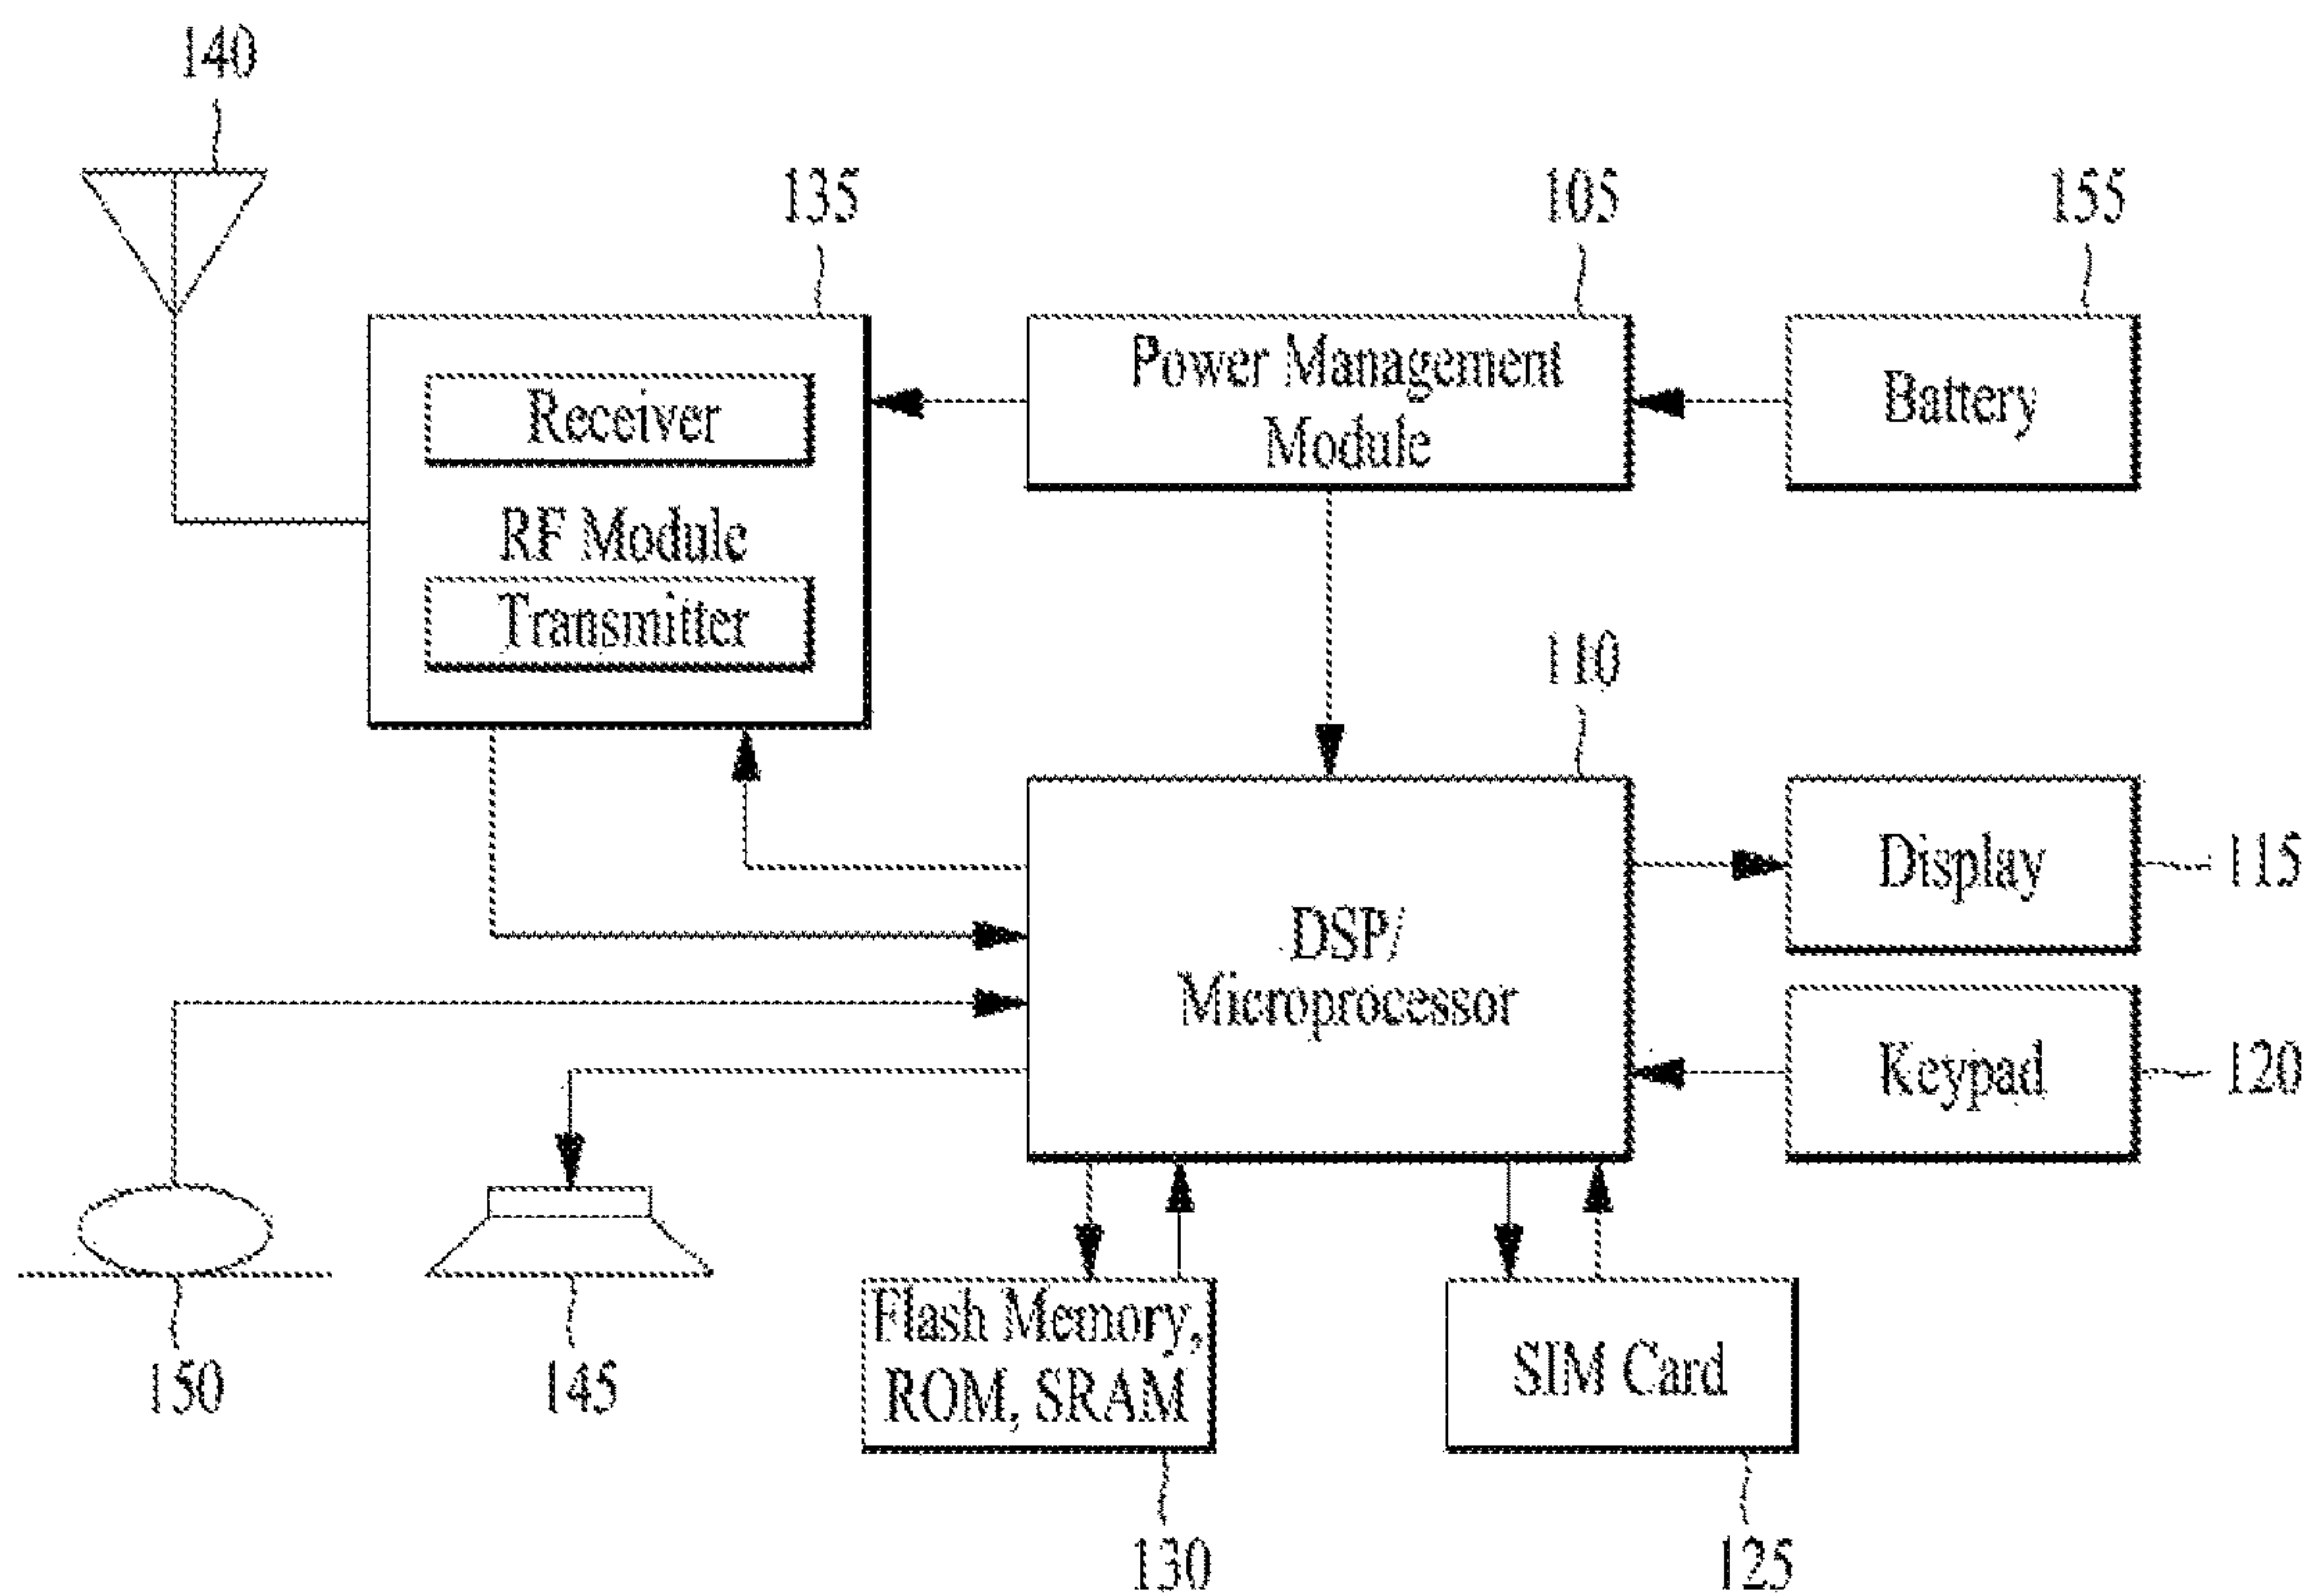 140
135
105
155
Receiver
RF Module
Transmitter
Power Management
Module
Battery
110
DSP/
Microprocessor
Display
115
Keypad
120
150
145
Flash Memory,
ROM, SRAM
130
SIM Card
125